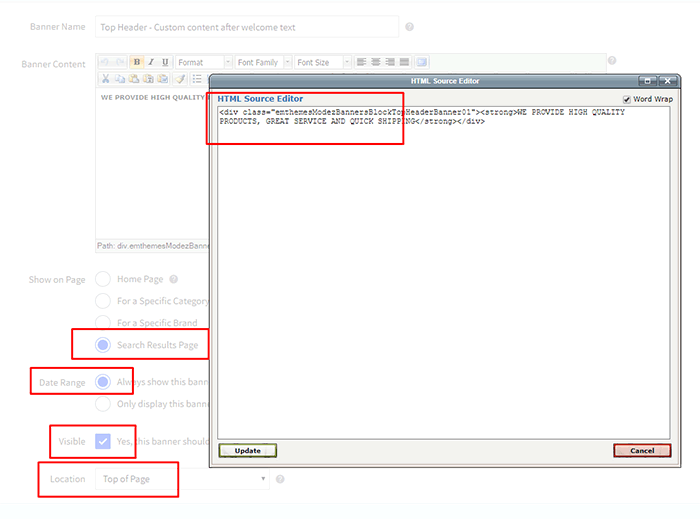 Banner Name Top Header - Custom content after welcome text
Banner Content
B I U Format Font Family Font Size
HTML Source Editor
WE PROVIDE HIGH QUALITY
HTML Source Editor Word Wrap
<div class="emthemesModezBannersBlockTopHeaderBanner01"><strong>WE PROVIDE HIGH QUALITY
PRODUCTS, GREAT SERVICE AND QUICK SHIPPING</strong></div>
Path: div.emthemesModezBanner
Show on Page Home Page
For a Specific Category
For a Specific Brand
Search Results Page
Date Range Always show this bann
Only display this banner
Visible Yes, this banner should
Update Cancel
Location Top of Page